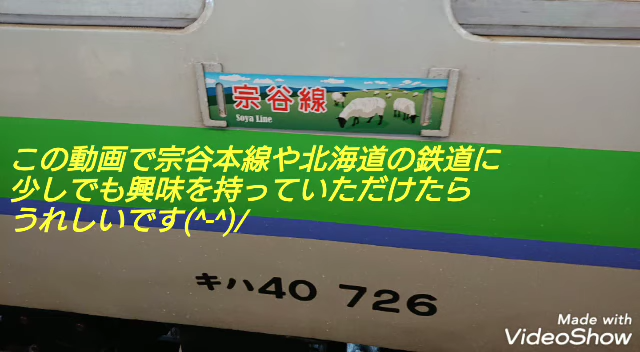 宗谷線
Soya Line
この動画で宗谷本線や北海道の鉄道に
少しでも興味を持っていただけたら
うれしいです(^-^)/
キハ40 726
Made with
VideoShow